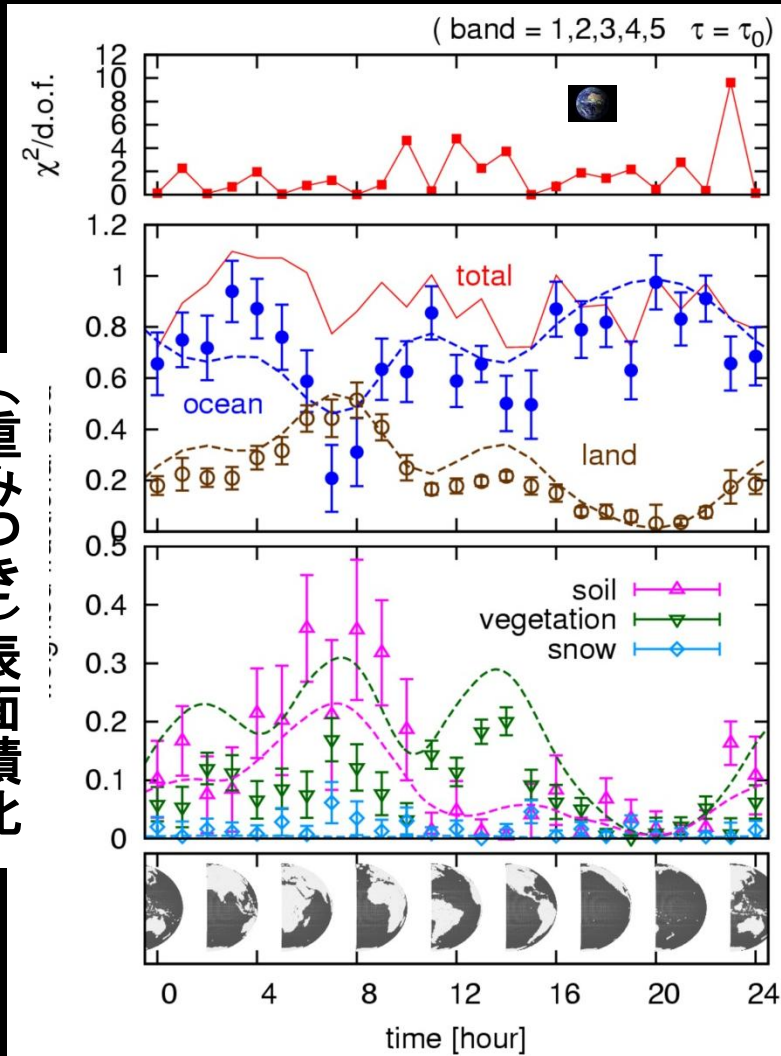 ( band = 1,2,3,4,5 τ = τ₀)
χ²/d.o.f.
12
10
8
6
4
2
0
1.2
1
0.8
0.6
0.4
0.2
0
total
ocean
land
(重みつき)表面積比
0.5
0.4
0.3
0.2
0.1
0
soil
vegetation
snow
0 4 8 12 16 20 24
time [hour]